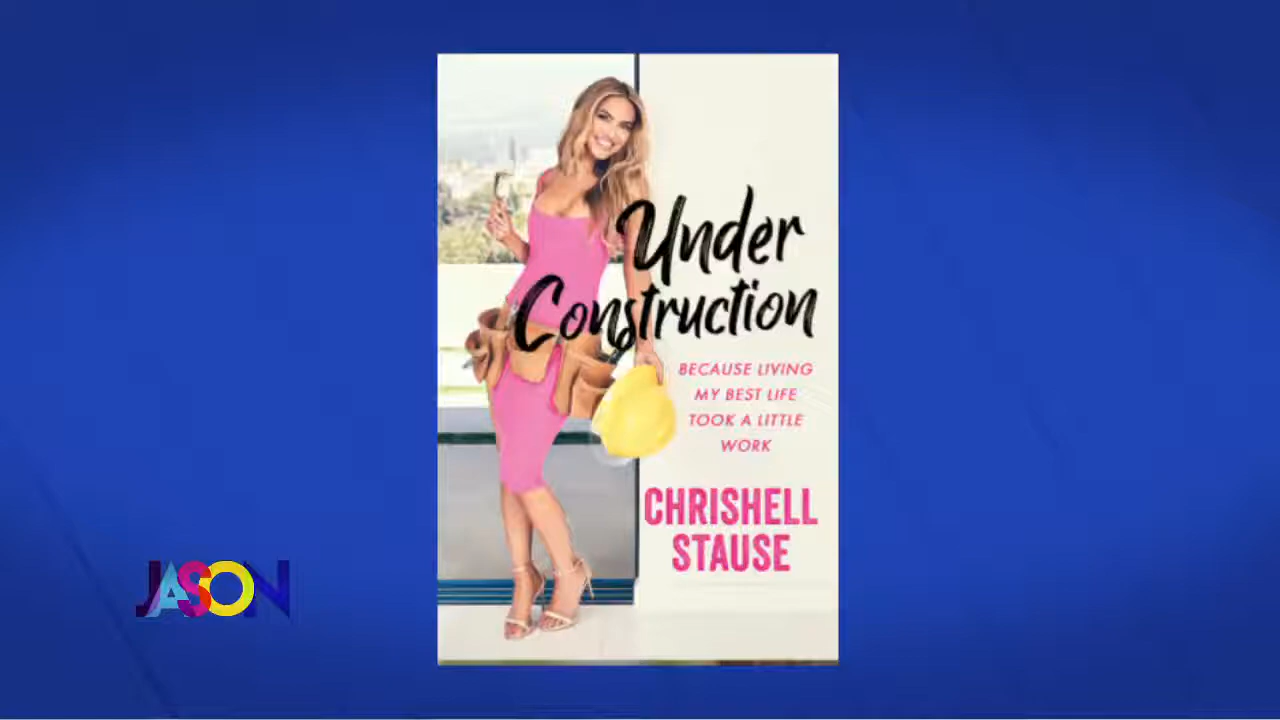 Under
Construction
BECAUSE LIVING
MY BEST LIFE
TOOK A LITTLE
WORK
CHRISHELL
STAUSE
JASON